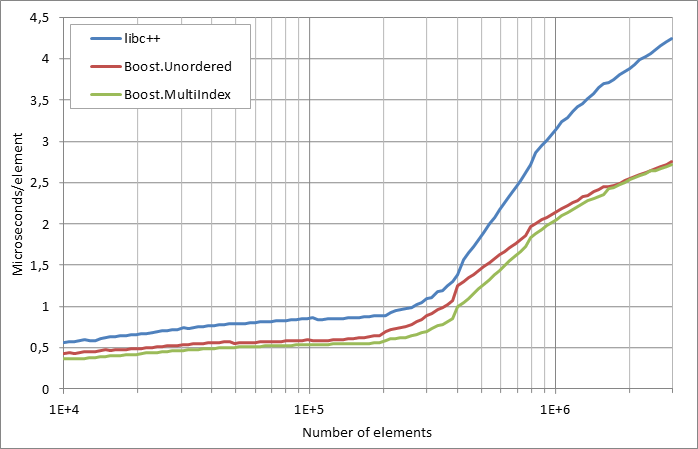 4,5
4
3,5
3
2,5
2
1,5
1
0,5
0
Microseconds/element
libc++
Boost.Unordered
Boost.MultiIndex
1E+4
1E+5
1E+6
Number of elements